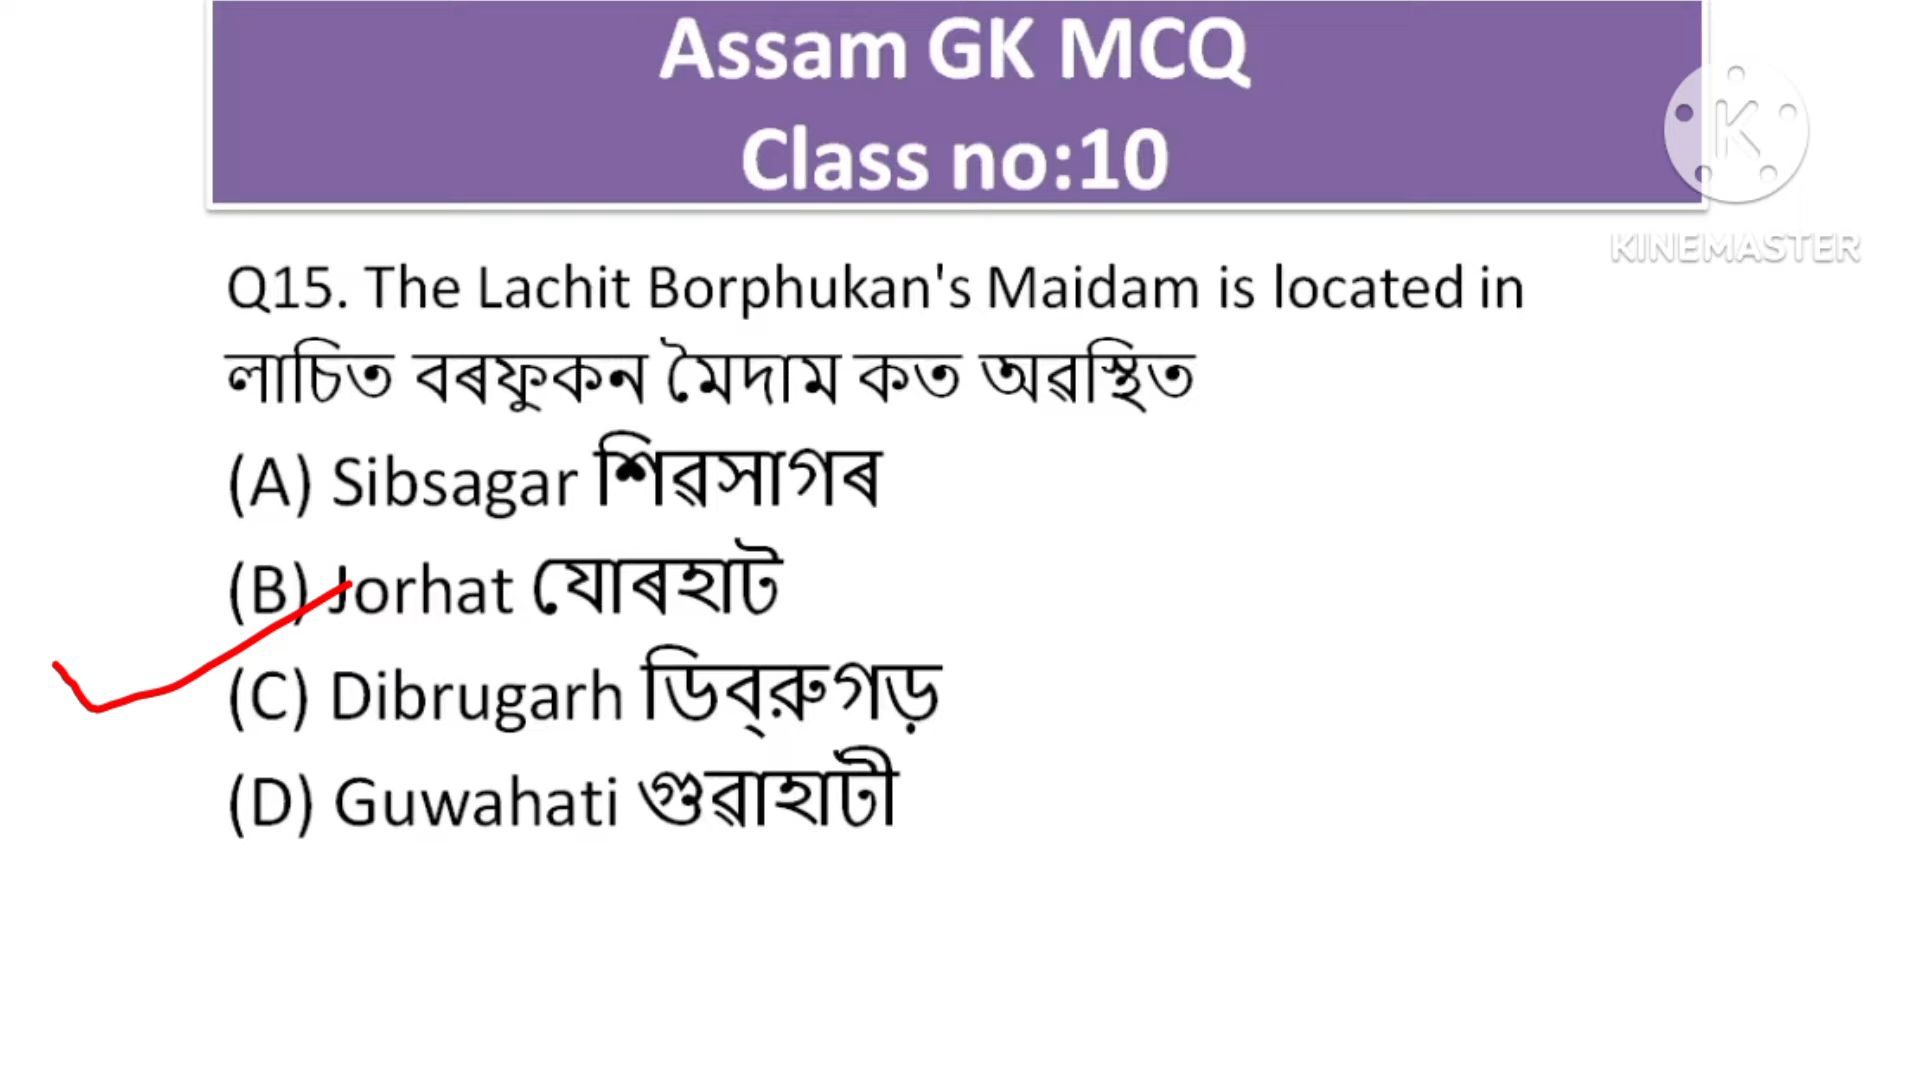 Assam GK MCQ
Class no:10
K
KINEMASTER
Q15. The Lachit Borphukan's Maidam is located in
লাচিত বৰফুকন মৈদাম কত অৱস্থিত
(A) Sibsagar শিৱসাগৰ
(B) Jorhat যোৰহাট
(C) Dibrugarh ডিব্ৰুগড়
(D) Guwahati গুৱাহাটী